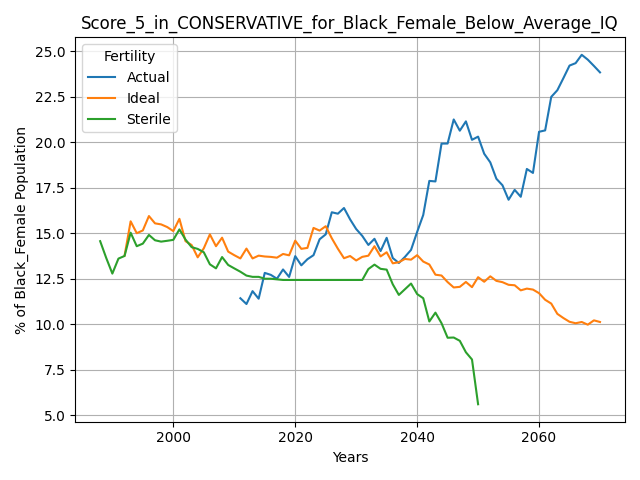 Score_5_in_CONSERVATIVE_for_Black_Female_Below_Average_IQ
Fertility
Actual
Ideal
Sterile
% of Black_Female Population
25.0
22.5
20.0
17.5
15.0
12.5
10.0
7.5
5.0
2000 2020 2040 2060
Years